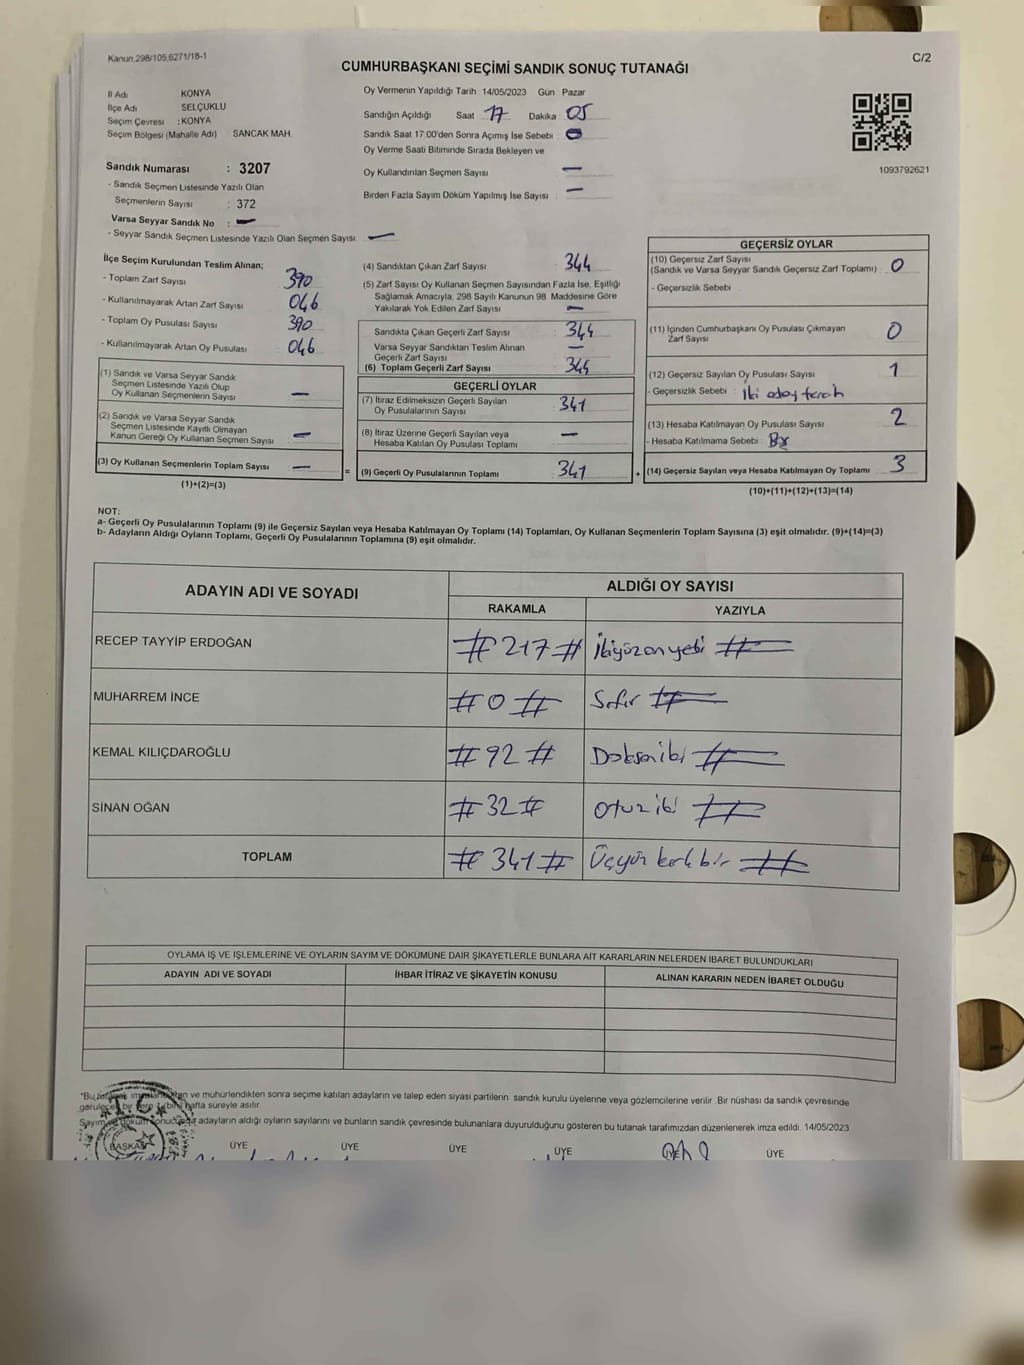 Kanun.298/105;6271/18-1
C/2
CUMHURBAŞKANI SEÇİMİ SANDIK SONUÇ TUTANAĞI
İl Adı KONYA
İlçe Adı SELÇUKLU
Seçim Çevresi : KONYA
Seçim Bölgesi (Mahalle Adı) SANCAK MAH.
Oy Vermenin Yapıldığı Tarih : 14/05/2023 Gün Pazar
Sandığın Açıldığı Saat 17 Dakika : 05
Sandık Saat 17:00'den Sonra Açımış İse Sebebi :
Oy Verme Saati Bitiminde Sırada Bekleyen ve
Oy Kullandırılan Seçmen Sayısı : —
Birden Fazla Sayım Döküm Yapılmış İse Sayısı : —
1093792621
Sandık Numarası : 3207
- Sandık Seçmen Listesinde Yazılı Olan
Seçmenlerin Sayısı : 372
Varsa Seyyar Sandık No : —
- Seyyar Sandık Seçmen Listesinde Yazılı Olan Seçmen Sayısı: —
İlçe Seçim Kurulundan Teslim Alınan;
- Toplam Zarf Sayısı 390
- Kullanılmayarak Artan Zarf Sayısı 046
- Toplam Oy Pusulası Sayısı 390
- Kullanılmayarak Artan Oy Pusulası 046
(1) Sandık ve Varsa Seyyar Sandık
Seçmen Listesinde Yazılı Olup
Oy Kullanan Seçmenlerin Sayısı —
(2) Sandık ve Varsa Seyyar Sandık
Seçmen Listesinde Kayıtlı Olmayan
Kanun Gereği Oy Kullanan Seçmen Sayısı —
(3) Oy Kullanan Seçmenlerin Toplam Sayısı —
(1)+(2)=(3)
=
(4) Sandıktan Çıkan Zarf Sayısı 344
(5) Zarf Sayısı Oy Kullanan Seçmen Sayısından Fazla İse, Eşitliği
Sağlamak Amacıyla, 298 Sayılı Kanunun 98. Maddesine Göre
Yakılarak Yok Edilen Zarf Sayısı —
Sandıkta Çıkan Geçerli Zarf Sayısı 344
Varsa Seyyar Sandıktan Teslim Alınan
Geçerli Zarf Sayısı —
(6) Toplam Geçerli Zarf Sayısı 344
GEÇERLİ OYLAR
(7) İtiraz Edilmeksizin Geçerli Sayılan
Oy Pusulalarının Sayısı 341
(8) İtiraz Üzerine Geçerli Sayılan veya
Hesaba Katılan Oy Pusulası Toplamı —
(9) Geçerli Oy Pusulalarının Toplamı 341
+
GEÇERSİZ OYLAR
(10) Geçersiz Zarf Sayısı
(Sandık ve Varsa Seyyar Sandık Geçersiz Zarf Toplamı) 0
- Geçersizlik Sebebi :
(11) İçinden Cumhurbaşkanı Oy Pusulası Çıkmayan
Zarf Sayısı 0
(12) Geçersiz Sayılan Oy Pusulası Sayısı 1
- Geçersizlik Sebebi : İki aday tercih
(13) Hesaba Katılmayan Oy Pusulası Sayısı 2
- Hesaba Katılmama Sebebi :
(14) Geçersiz Sayılan veya Hesaba Katılmayan Oy Toplamı 3
(10)+(11)+(12)+(13)=(14)
NOT:
a- Geçerli Oy Pusulalarının Toplamı (9) ile Geçersiz Sayılan veya Hesaba Katılmayan Oy Toplamı (14) Toplamları, Oy Kullanan Seçmenlerin Toplam Sayısına (3) eşit olmalıdır. (9)+(14)=(3)
b- Adayların Aldığı Oyların Toplamı, Geçerli Oy Pusulalarının Toplamına (9) eşit olmalıdır.
ADAYIN ADI VE SOYADI
ALDIĞI OY SAYISI
RAKAMLA YAZIYLA
RECEP TAYYİP ERDOĞAN #217# İkiyüzonyedi #
MUHARREM İNCE #0# Sıfır #
KEMAL KILIÇDAROĞLU #92# Doksaniki #
SİNAN OĞAN #32# Otuziki #
TOPLAM #341# Üçyüz kırk bir #
OYLAMA İŞ VE İŞLEMLERİNE VE OYLARIN SAYIM VE DÖKÜMÜNE DAİR ŞİKAYETLERLE BUNLARA AİT KARARLARIN NELERDEN İBARET BULUNDUKLARI
ADAYIN ADI VE SOYADI İHBAR İTİRAZ VE ŞİKAYETİN KONUSU ALINAN KARARIN NEDEN İBARET OLDUĞU
ve mühürlendikten sonra seçime katılan adayların ve talep eden siyasi partilerin sandık kurulu üyelerine veya gözlemcilerine verilir. Bir nüshası da sandık çevresinde
hafta süreyle asılır.
adayların aldığı oyların sayılarını ve bunların sandık çevresinde bulunanlara duyurulduğunu gösteren bu tutanak tarafımızdan düzenlenerek imza edildi. 14/05/2023
T.C.
BAŞKAN ÜYE ÜYE ÜYE ÜYE ÜYE ÜYE